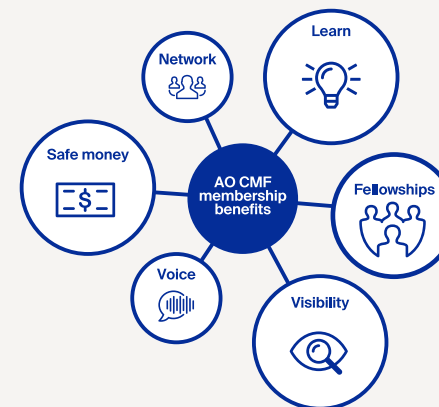 Learn
Network
Safe money
AO CMF
membership
benefits
Fellowships
Voice
Visibility
$